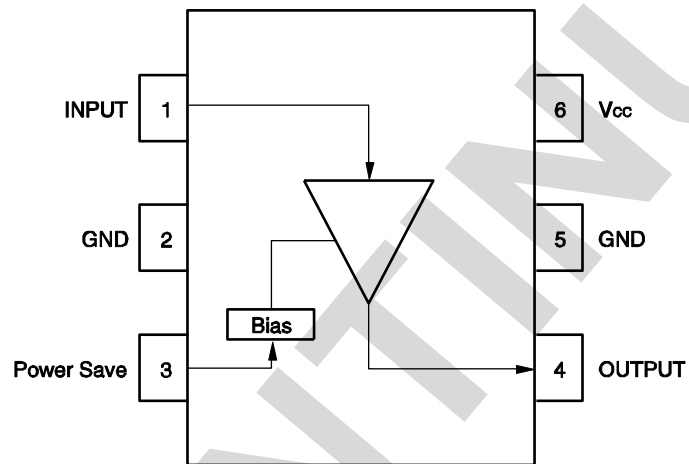 INPUT 1
6 Vcc
GND 2
5 GND
Bias
Power Save 3
4 OUTPUT